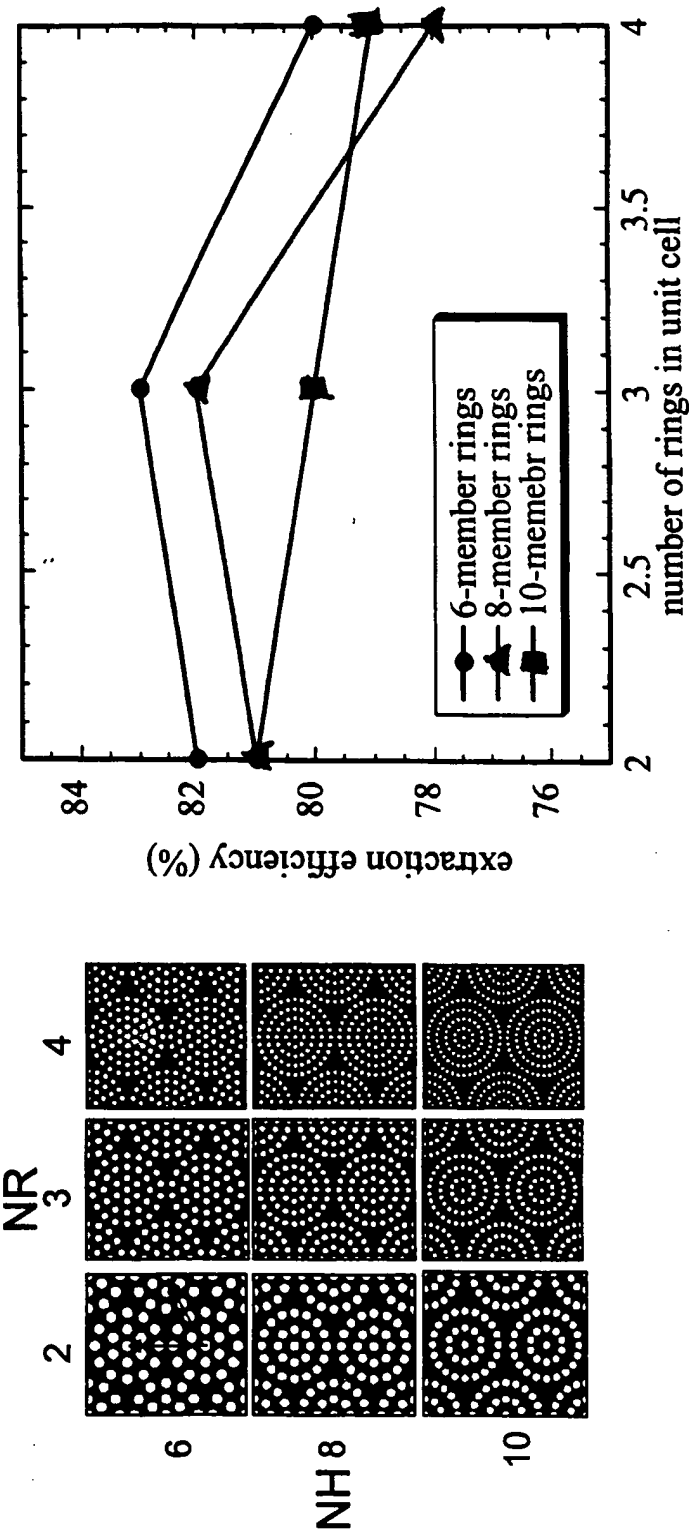 NR
2 3 4
6
NH 8
10
extraction efficiency (%)
84
82
80
78
76
2 2.5 3 3.5 4
number of rings in unit cell
6-member rings
8-member rings
10-memebr rings